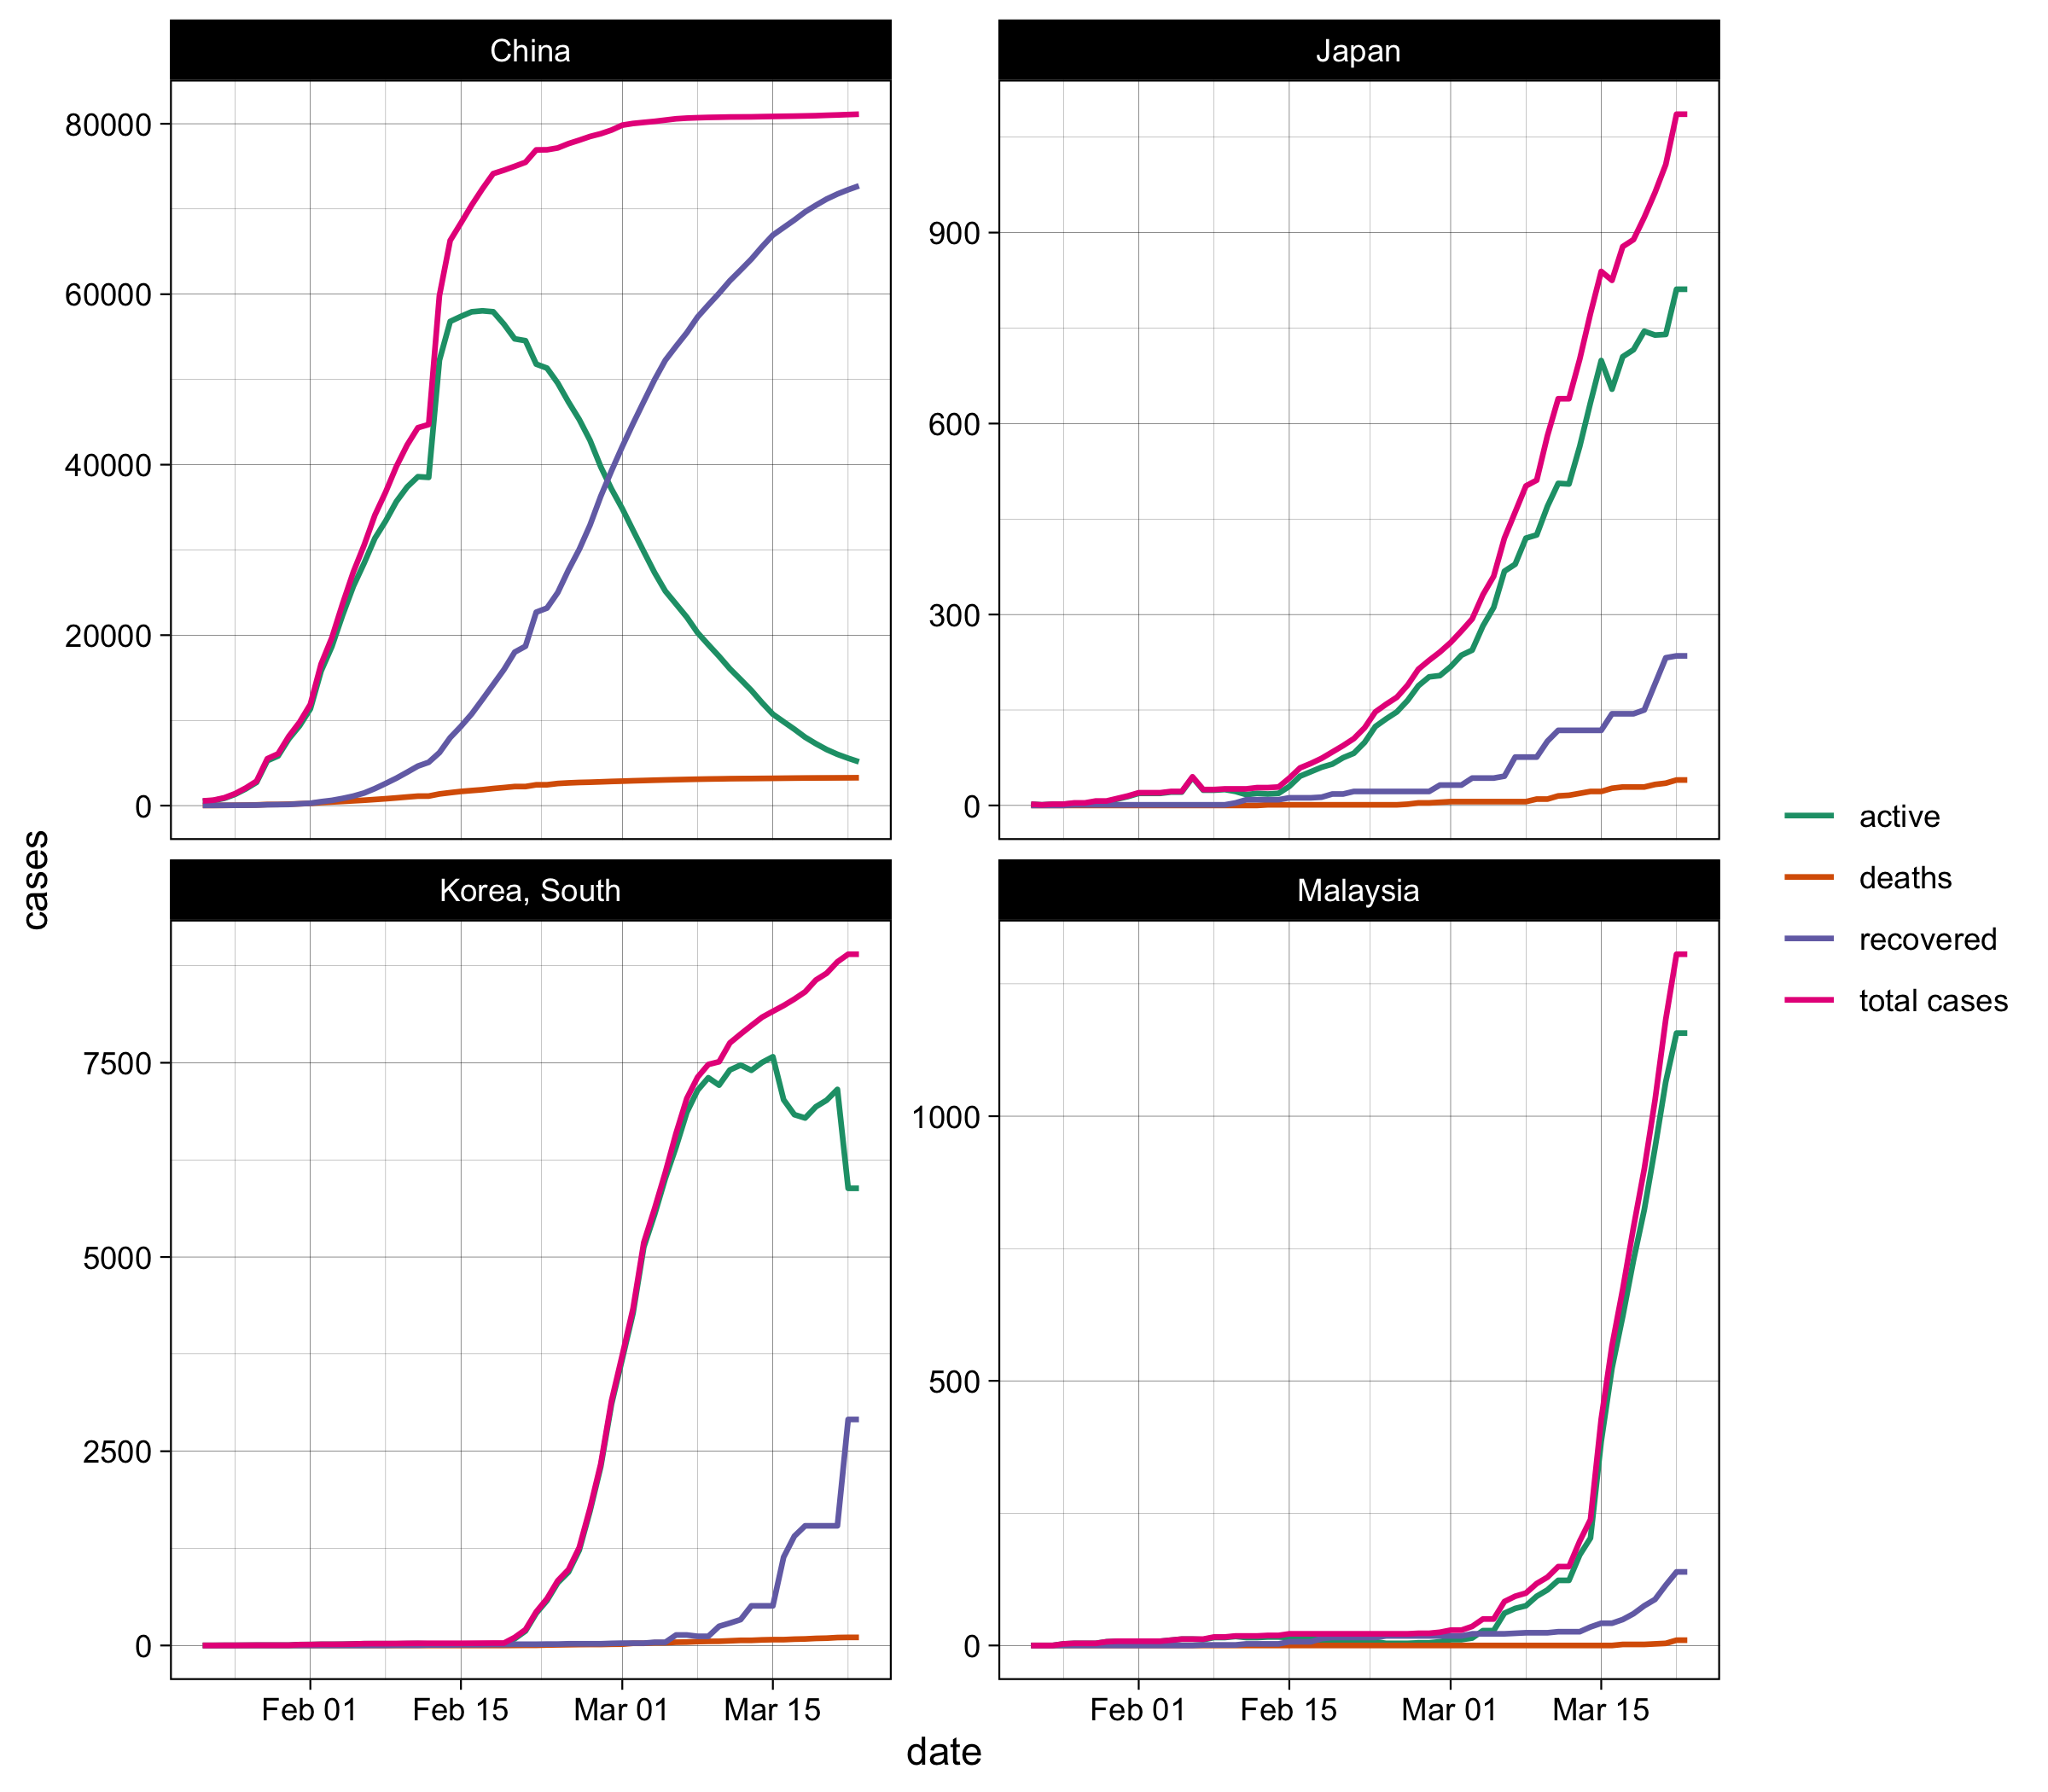 China
Japan
80000
60000
40000
20000
0
900
600
300
0
Korea, South
Malaysia
7500
5000
2500
0
1000
500
0
Feb 01 Feb 15 Mar 01 Mar 15
Feb 01 Feb 15 Mar 01 Mar 15
date
cases
active
deaths
recovered
total cases